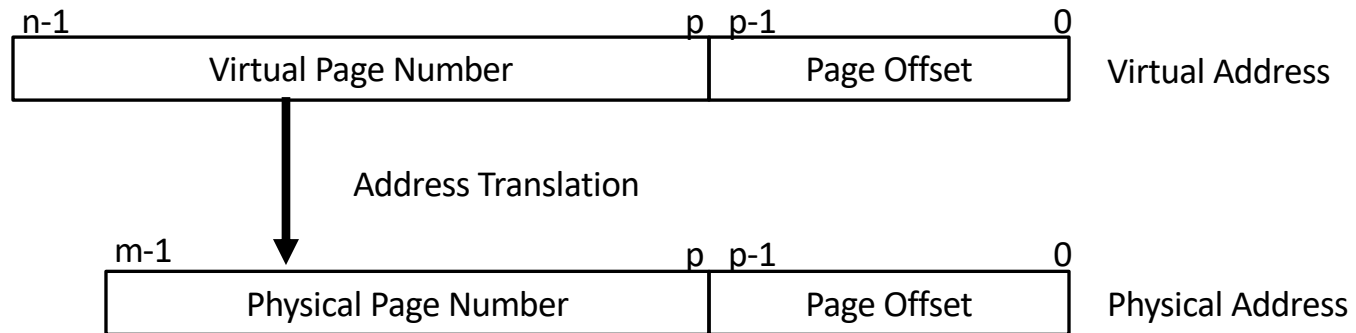 n-1 p p-1 0
Virtual Page Number Page Offset Virtual Address
Address Translation
m-1 p p-1 0
Physical Page Number Page Offset Physical Address